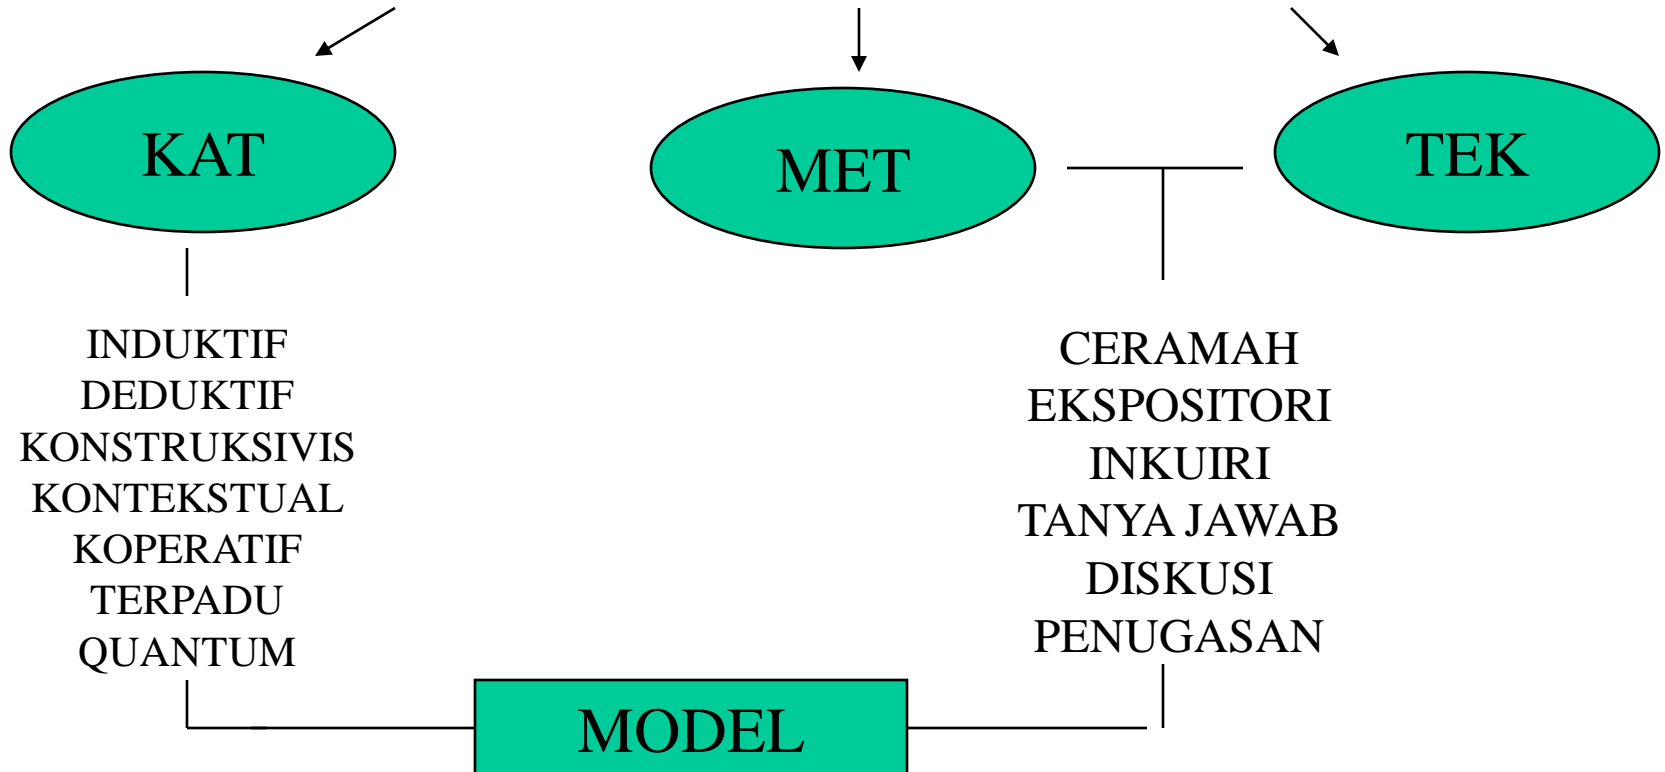 KAT
MET
TEK
INDUKTIF
DEDUKTIF
KONSTRUKSIVIS
KONTEKSTUAL
KOPERATIF
TERPADU
QUANTUM
CERAMAH
EKSPOSITORI
INKUIRI
TANYA JAWAB
DISKUSI
PENUGASAN
MODEL